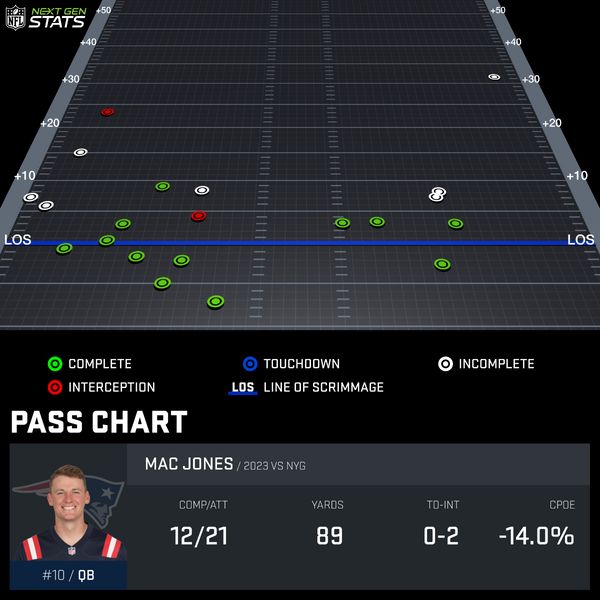 NFL NEXT GEN STATS
+50 +50
+40 +40
+30 +30
+20 +20
+10 +10
LOS LOS
COMPLETE TOUCHDOWN INCOMPLETE
INTERCEPTION LOS LINE OF SCRIMMAGE
PASS CHART
MAC JONES / 2023 VS NYG
COMP/ATT YARDS TD-INT CPOE
12/21 89 0-2 -14.0%
#10 / QB